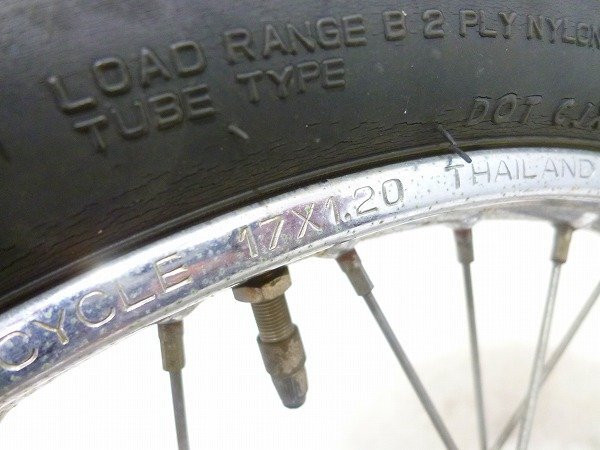 LOAD RANGE B 2 PLY NYLON
TUBE TYPE
DOT
CYCLE 17X1.20 THAILAND